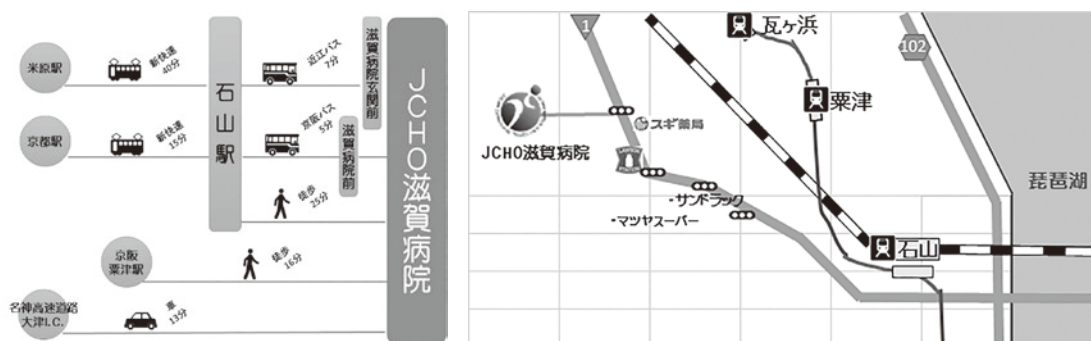 米原駅
新快速
40分
近江バス
7分
滋賀病院玄関前
京都駅
新快速
15分
石山駅
京阪バス
5分
滋賀病院前
徒歩
25分
京阪
粟津駅
徒歩
16分
名神高速道路
大津I.C.
車
13分
JCHO滋賀病院
1
瓦ヶ浜
102
粟津
スギ薬局
JCHO滋賀病院
琵琶湖
・サンドラック
・マツヤスーパー
石山